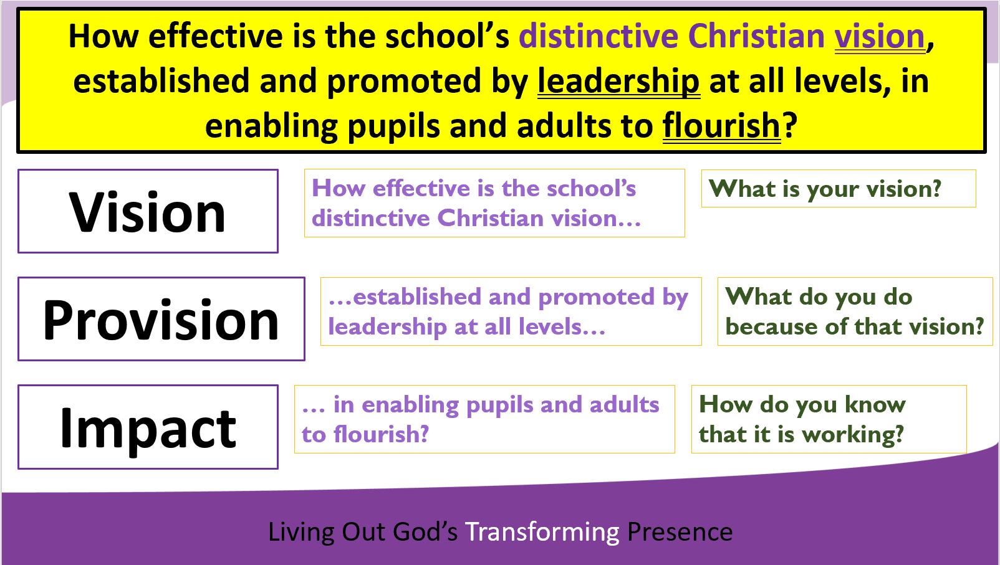 How effective is the school’s distinctive Christian vision,
established and promoted by leadership at all levels, in
enabling pupils and adults to flourish?
Vision
How effective is the school’s
distinctive Christian vision…
What is your vision?
Provision
…established and promoted by
leadership at all levels…
What do you do
because of that vision?
Impact
… in enabling pupils and adults
to flourish?
How do you know
that it is working?
Living Out God’s Transforming Presence